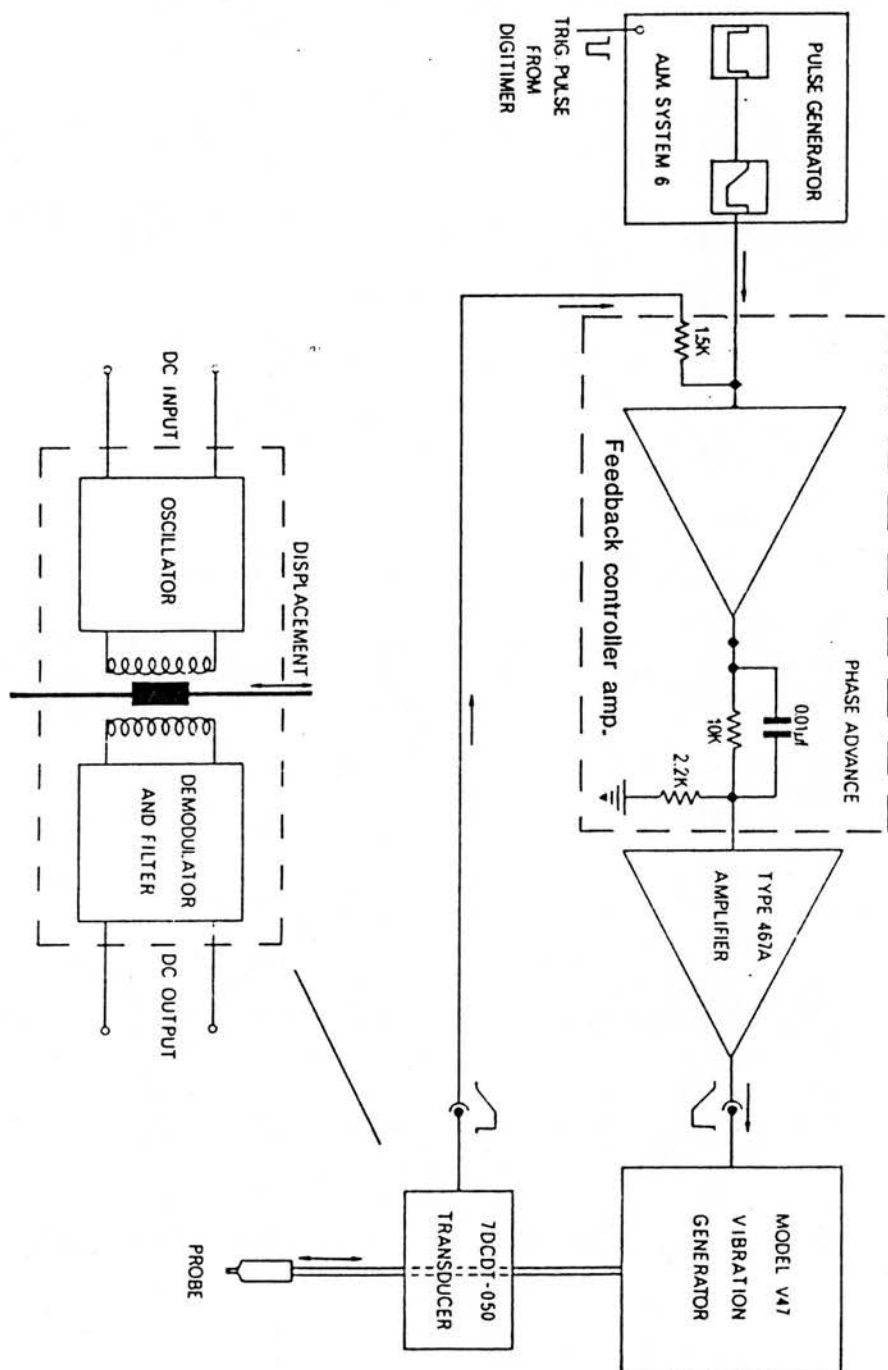 PULSE GENERATOR
AIM SYSTEM 6
TRIG. PULSE
FROM
DIGITIMER
1.5K
Feedback controller amp.
PHASE ADVANCE
0.01µf
10K
2.2K
TYPE 467A
AMPLIFIER
MODEL V47
VIBRATION
GENERATOR
7DCDT-050
TRANSDUCER
PROBE
DISPLACEMENT
DC INPUT
OSCILLATOR
DEMODULATOR
AND FILTER
DC OUTPUT